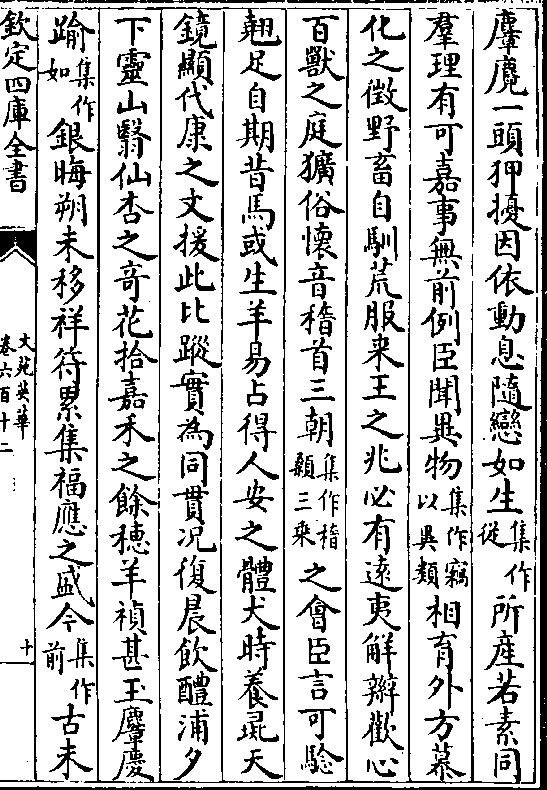 麞麑一頭狎擾因依動息隨戀如生集作從所產若素同
羣理有可嘉事無前例臣聞異物集作竊以異類相育外方慕
化之徴野畜自馴荒服来王之兆必有遠夷解辮歡心
百獸之庭獷俗懷音稽首三朝集作稽顙三朱之會臣言可驗
翹足自期昔馬或生羊易占得人安之體犬時養混天
鏡顯代康之文援此比蹤實為同貫况復晨飲醴浦夕
下靈山翳仙杏之奇花拾嘉禾之餘穗羊禎甚玉麞慶
踰集作如銀晦朔未移祥符累集福應之盛今集作前古未
欽定四庫全書
文苑英華
卷六百十二
十